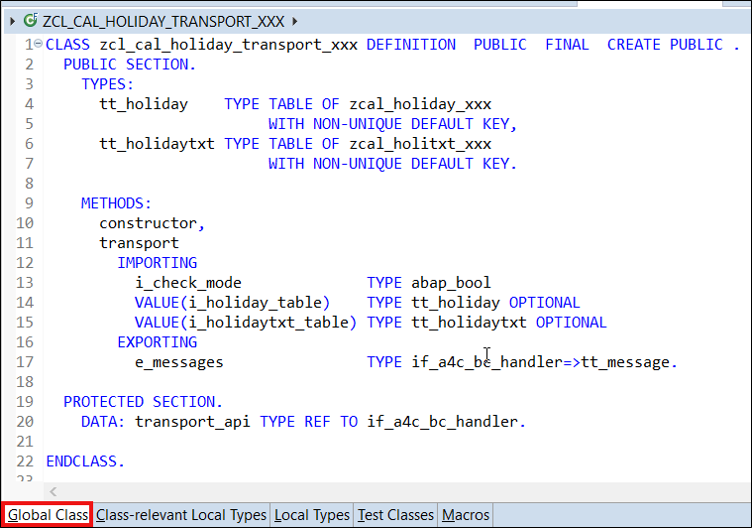 ZCL_CAL_HOLIDAY_TRANSPORT_XXX
1 CLASS zcl_cal_holiday_transport_xxx DEFINITION  PUBLIC  FINAL  CREATE PUBLIC .
2   PUBLIC SECTION.
3     TYPES:
4       tt_holiday    TYPE TABLE OF zcal_holiday_xxx
5                          WITH NON-UNIQUE DEFAULT KEY,
6       tt_holidaytxt TYPE TABLE OF zcal_holitxt_xxx
7                          WITH NON-UNIQUE DEFAULT KEY.
8
9     METHODS:
10       constructor,
11       transport
12         IMPORTING
13           i_check_mode                 TYPE abap_bool
14           VALUE(i_holiday_table)    TYPE tt_holiday OPTIONAL
15           VALUE(i_holidaytxt_table) TYPE tt_holidaytxt OPTIONAL
16         EXPORTING
17           e_messages                TYPE if_a4c_bc_handler=>tt_message.
18
19   PROTECTED SECTION.
20     DATA: transport_api TYPE REF TO if_a4c_bc_handler.
21
22 ENDCLASS.
23
Global Class Class-relevant Local Types Local Types Test Classes Macros